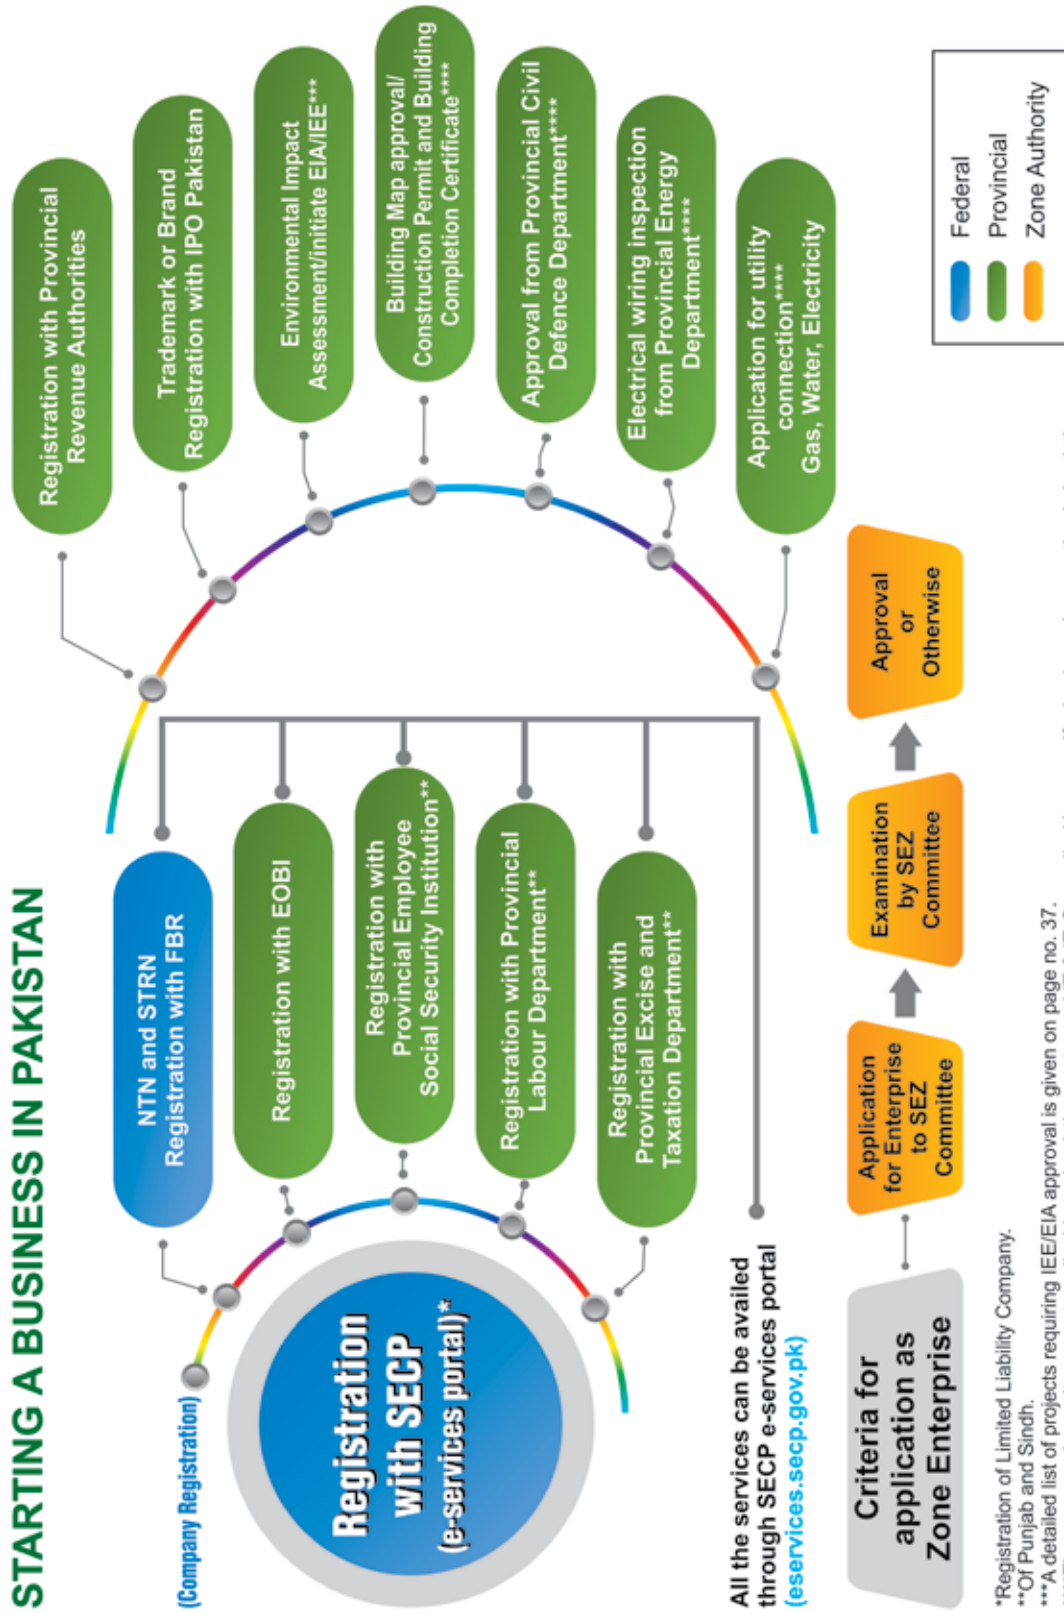 STARTING A BUSINESS IN PAKISTAN
(Company Registration)
Registration
with SECP
(e-services portal)*
NTN and STRN
Registration with FBR
Registration with EOBI
Registration with
Provincial Employee
Social Security Institution**
Registration with Provincial
Labour Department**
Registration with
Provincial Excise and
Taxation Department**
All the services can be availed
through SECP e-services portal
(eservices.secp.gov.pk)
Registration with Provincial
Revenue Authorities
Trademark or Brand
Registration with IPO Pakistan
Environmental Impact
Assessment/initiate EIA/IEE***
Building Map approval/
Construction Permit and Building
Completion Certificate****
Approval from Provincial Civil
Defence Department****
Electrical wiring inspection
from Provincial Energy
Department****
Application for utility
connection****
Gas, Water, Electricity
Criteria for
application as
Zone Enterprise
Application
for Enterprise
to SEZ
Committee
Examination
by SEZ
Committee
Approval
or
Otherwise
Federal
Provincial
Zone Authority
*Registration of Limited Liability Company.
**Of Punjab and Sindh.
***A detailed list of projects requiring IEE/EIA approval is given on page no. 37.